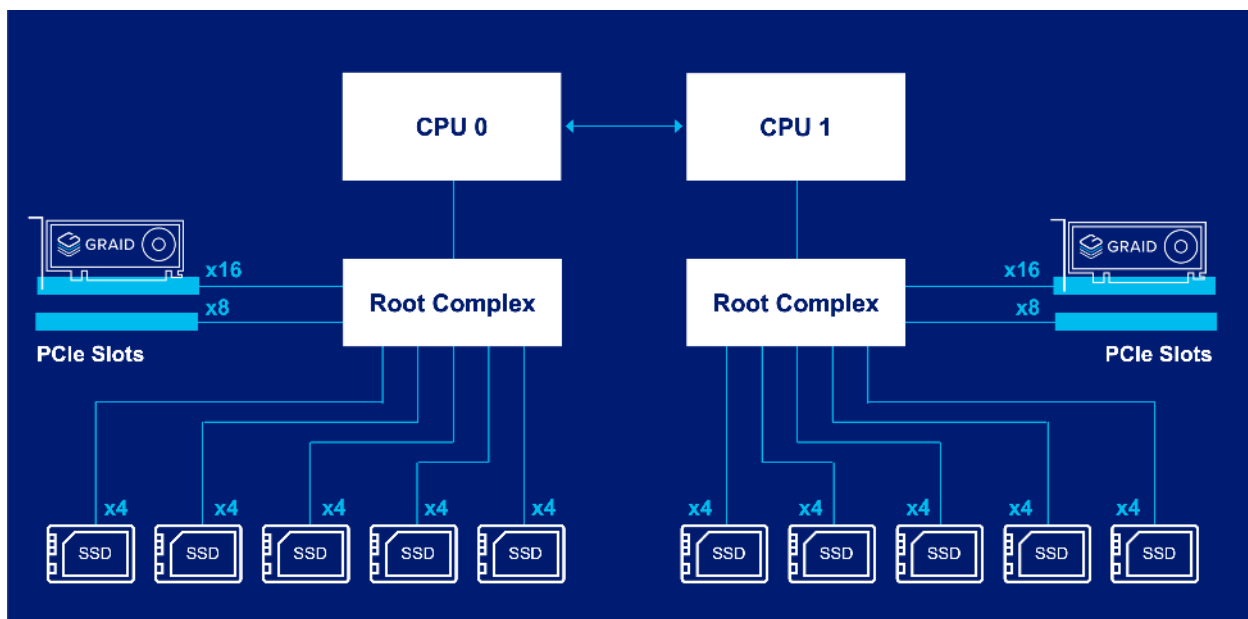 CPU 0
CPU 1
GRAID
x16
x8
PCIe Slots
Root Complex
Root Complex
x16
x8
GRAID
PCIe Slots
x4
x4
x4
x4
x4
x4
x4
x4
x4
x4
SSD
SSD
SSD
SSD
SSD
SSD
SSD
SSD
SSD
SSD